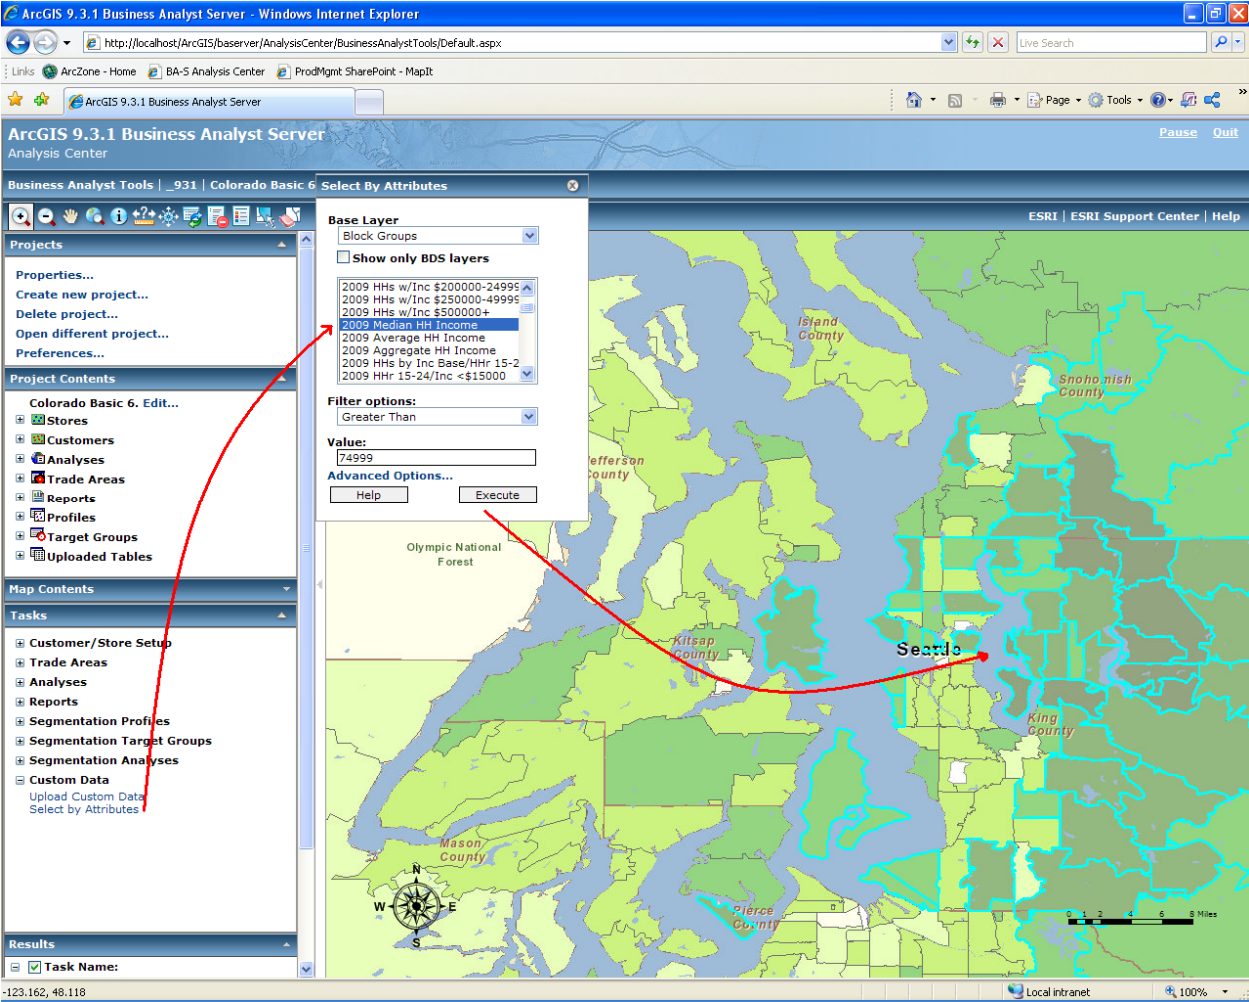 ArcGIS 9.3.1 Business Analyst Server - Windows Internet Explorer
http://localhost/ArcGIS/baserver/AnalysisCenter/BusinessAnalystTools/Default.aspx
Live Search
Links ArcZone - Home BA-S Analysis Center ProdMgmt SharePoint - MapIt
ArcGIS 9.3.1 Business Analyst Server
Page Tools
ArcGIS 9.3.1 Business Analyst Server
Analysis Center
Pause Quit
Business Analyst Tools | _931 | Colorado Basic 6
ESRI | ESRI Support Center | Help
Projects
Properties...
Create new project...
Delete project...
Open different project...
Preferences...
Project Contents
Colorado Basic 6. Edit...
Stores
Customers
Analyses
Trade Areas
Reports
Profiles
Target Groups
Uploaded Tables
Map Contents
Tasks
Customer/Store Setup
Trade Areas
Analyses
Reports
Segmentation Profiles
Segmentation Target Groups
Segmentation Analyses
Custom Data
Upload Custom Data
Select by Attributes
Results
Task Name:
Select By Attributes
Base Layer
Block Groups
Show only BDS layers
2009 HHs w/Inc $200000-24999
2009 HHs w/Inc $250000-49999
2009 HHs w/Inc $500000+
2009 Median HH Income
2009 Average HH Income
2009 Aggregate HH Income
2009 HHs by Inc Base/HHr 15-2
2009 HHr 15-24/Inc <$15000
Filter options:
Greater Than
Value:
74999
Advanced Options...
Help Execute
Island
County
Snohomish
County
efferson
ounty
Olympic National
Forest
Kitsap
County
Seattle
King
County
Mason
County
Pierce
County
N
W E
S
0 1 2 4 6 8 Miles
-123.162, 48.118
Local intranet
100%